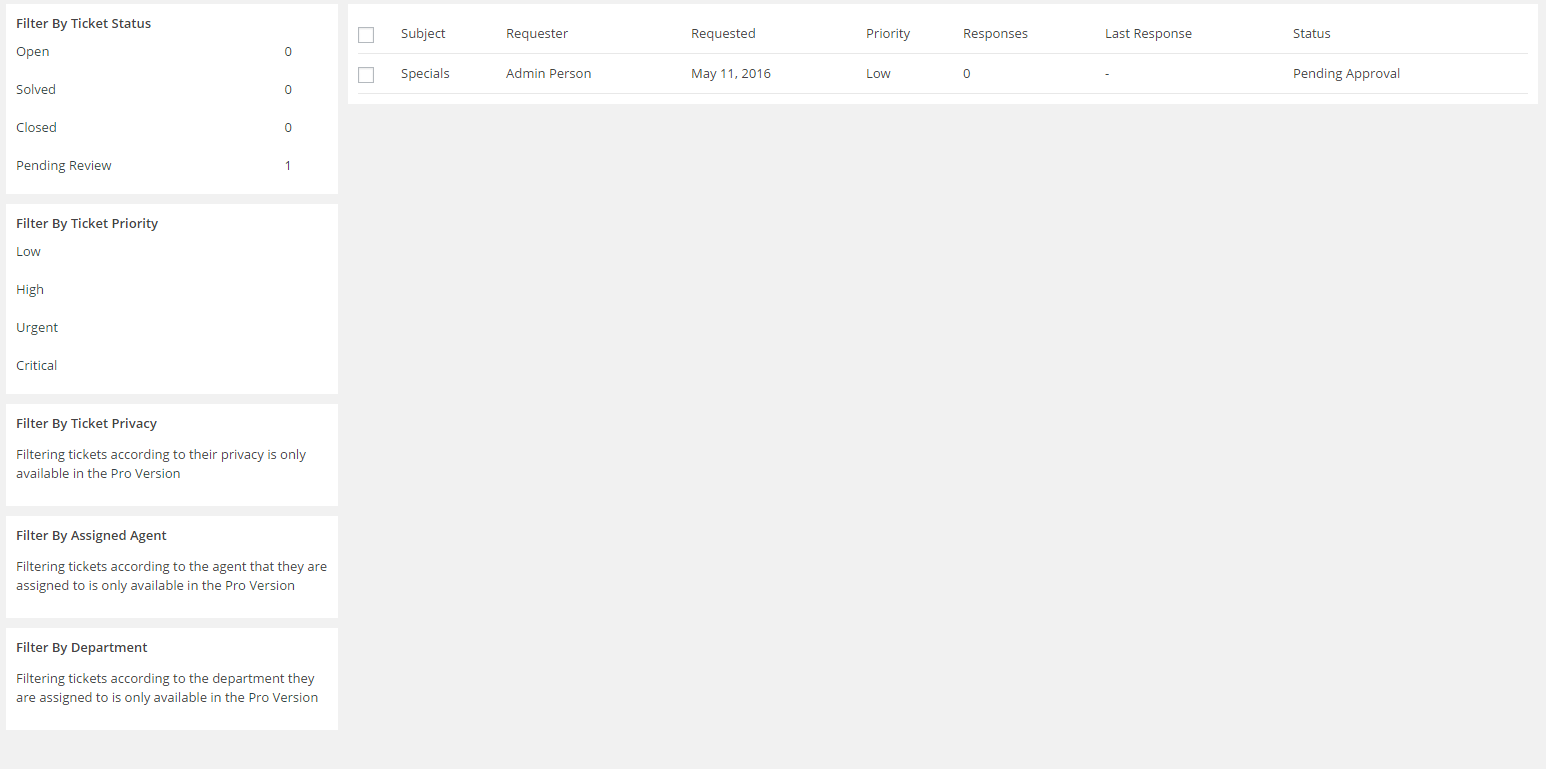 Filter By Ticket Status
Open 0
Solved 0
Closed 0
Pending Review 1
Filter By Ticket Priority
Low
High
Urgent
Critical
Filter By Ticket Privacy
Filtering tickets according to their privacy is only
available in the Pro Version
Filter By Assigned Agent
Filtering tickets according to the agent that they are
assigned to is only available in the Pro Version
Filter By Department
Filtering tickets according to the department they
are assigned to is only available in the Pro Version
Subject Requester Requested Priority Responses Last Response Status
Specials Admin Person May 11, 2016 Low 0 - Pending Approval